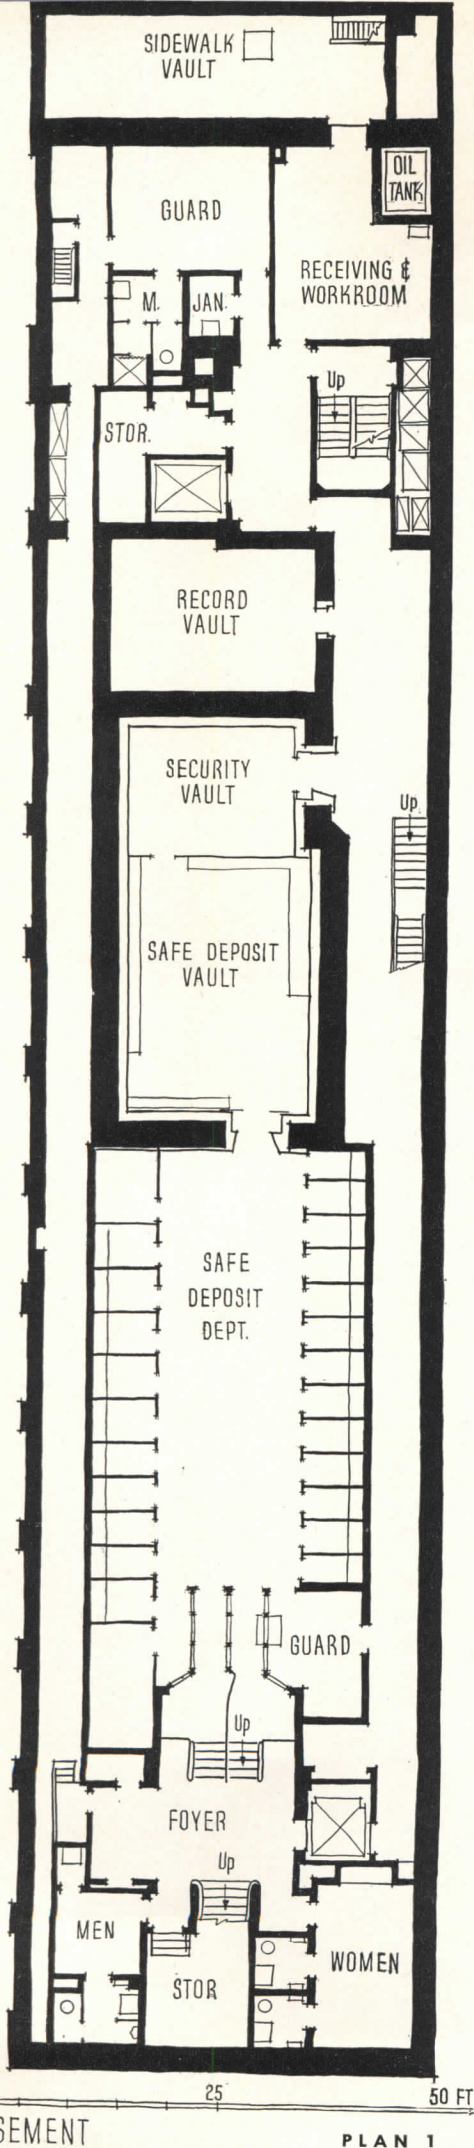 SIDEWALK
VAULT
OIL
TANK
GUARD
RECEIVING &
WORKROOM
M.
JAN.
Up
STOR.
RECORD
VAULT
SECURITY
VAULT
Up
SAFE DEPOSIT
VAULT
SAFE
DEPOSIT
DEPT.
GUARD
Up
FOYER
Up
MEN
WOMEN
STOR
25
50 FT
SEMENT
PLAN 1